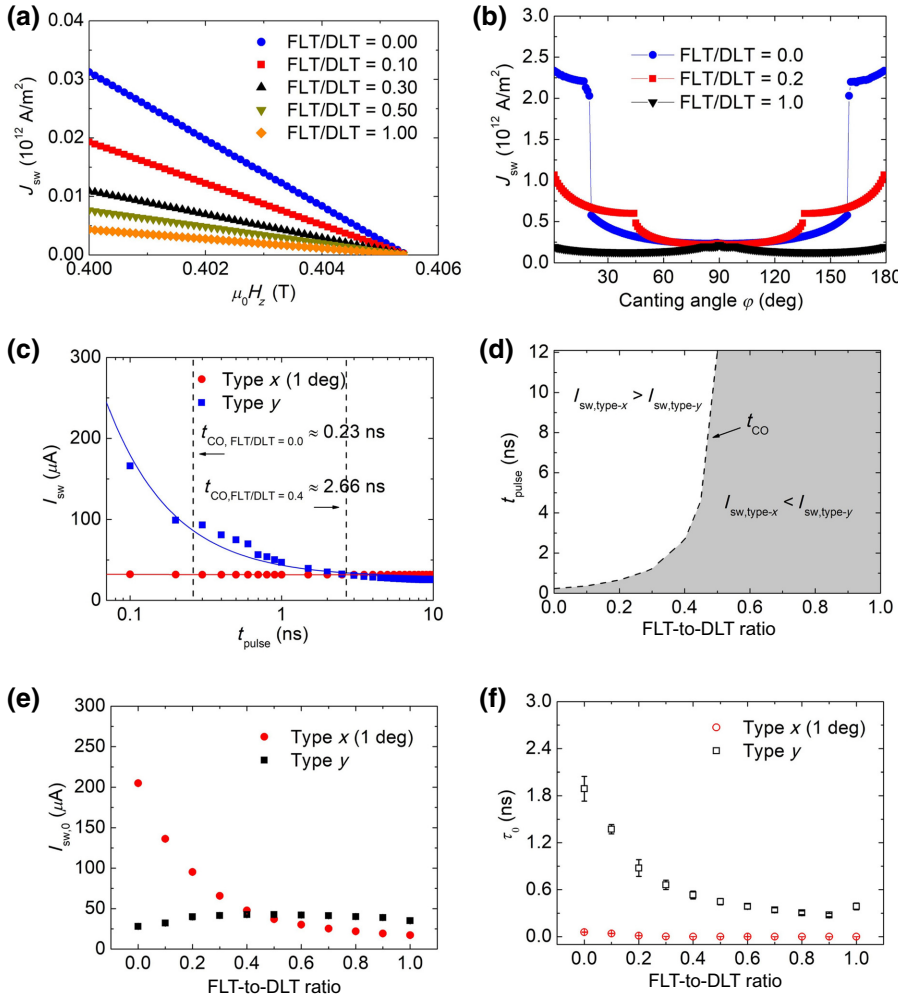 (a)
0.04
0.03
0.02
0.01
0.00
J_sw (10^12 A/m^2)
FLT/DLT = 0.00
FLT/DLT = 0.10
FLT/DLT = 0.30
FLT/DLT = 0.50
FLT/DLT = 1.00
0.400 0.402 0.404 0.406
μ_0H_z (T)
(b)
3.0
2.5
2.0
1.5
1.0
0.5
0.0
J_sw (10^12 A/m^2)
FLT/DLT = 0.0
FLT/DLT = 0.2
FLT/DLT = 1.0
30 60 90 120 150 180
Canting angle φ (deg)
(c)
300
200
100
0
I_sw (μA)
Type x (1 deg)
Type y
t_CO, FLT/DLT = 0.0 ≈ 0.23 ns
t_CO,FLT/DLT = 0.4 ≈ 2.66 ns
0.1 1 10
t_pulse (ns)
(d)
12
10
8
6
4
2
0
t_pulse (ns)
I_sw,type-x > I_sw,type-y
t_CO
I_sw,type-x < I_sw,type-y
0.0 0.2 0.4 0.6 0.8 1.0
FLT-to-DLT ratio
(e)
300
250
200
150
100
50
0
I_sw,0 (μA)
Type x (1 deg)
Type y
0.0 0.2 0.4 0.6 0.8 1.0
FLT-to-DLT ratio
(f)
3.0
2.4
1.8
1.2
0.6
0.0
τ_0 (ns)
Type x (1 deg)
Type y
0.0 0.2 0.4 0.6 0.8 1.0
FLT-to-DLT ratio